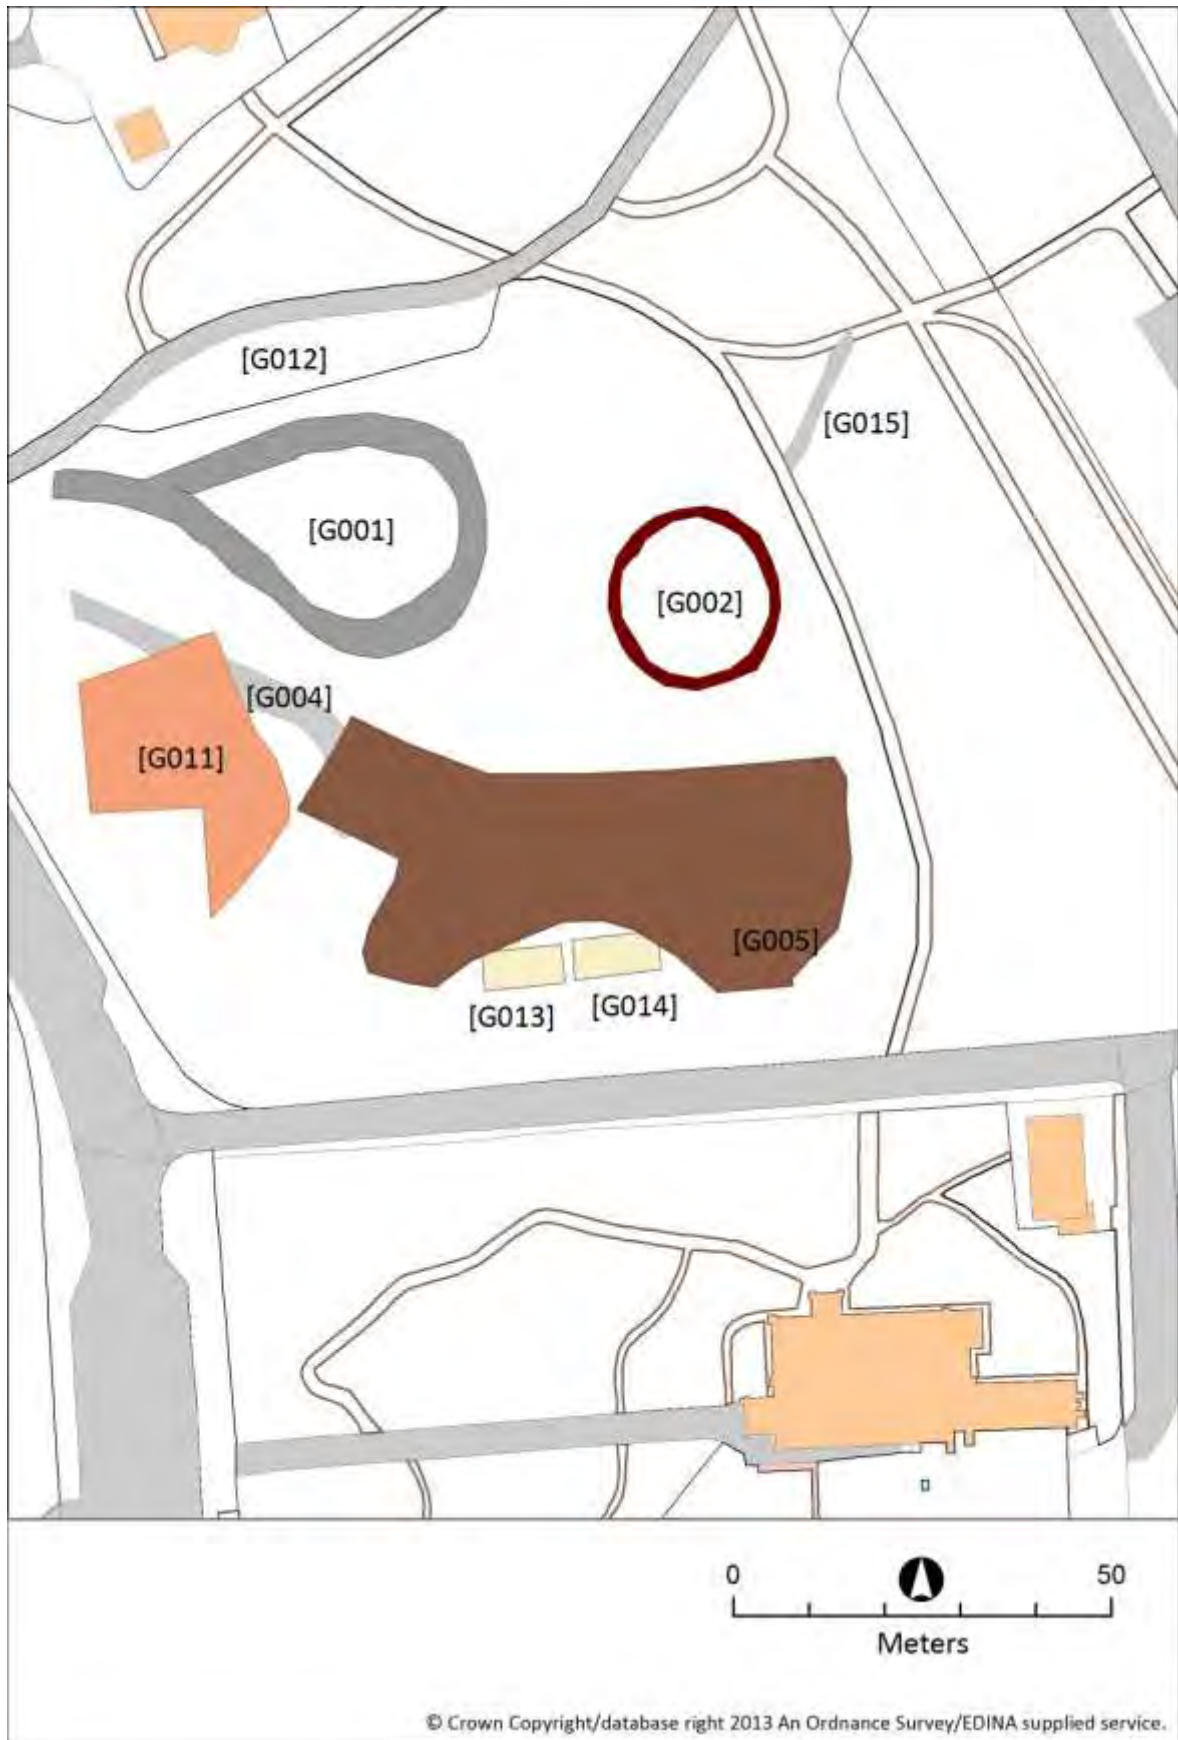 [G012]
[G015]
[G001]
[G002]
[G004]
[G011]
[G005]
[G013]
[G014]
0 50
Meters
© Crown Copyright/database right 2013 An Ordnance Survey/EDINA supplied service.